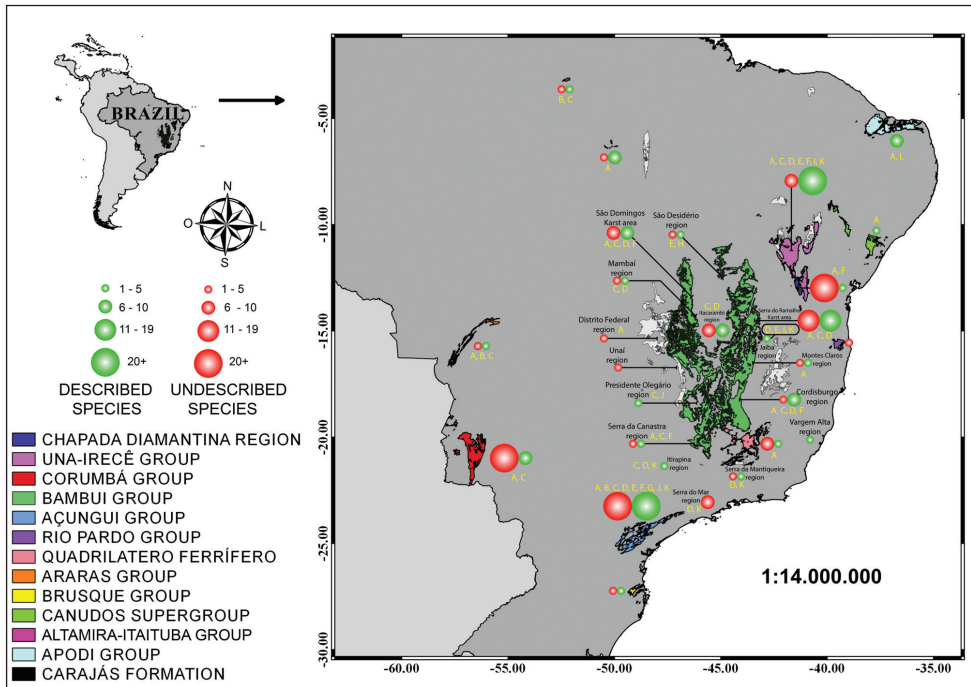 BRAZIL
N
O
L
S
1 - 5
6 - 10
11 - 19
20+
DESCRIBED
SPECIES
1 - 5
6 - 10
11 - 19
20+
UNDESCRIBED
SPECIES
CHAPADA DIAMANTINA REGION
UNA-IRECÊ GROUP
CORUMBÁ GROUP
BAMBUI GROUP
AÇUNGUI GROUP
RIO PARDO GROUP
QUADRILATERO FERRÍFERO
ARARAS GROUP
BRUSQUE GROUP
CANUDOS SUPERGROUP
ALTAMIRA-ITAITUBA GROUP
APODI GROUP
CARAJÁS FORMATION
-5.00
-10.00
-15.00
-20.00
-25.00
-30.00
B, C
A
A, L
A, C, D, E, F, I, K
A
São Domingos
Karst area
A, C, D, F
São Desidério
region
E, H
Mambaí
region
C, D
A, F
Distrito Federal
region A
C, D
Itacarambi
region
Serra do Ramalho
Karst area
D, E, I, K
A, C, D
Jaíba
region
A, B, C
Unaí
region
Montes Claros
region
A
Presidente Olegário
region C, J
Cordisburgo
region
A, C, D, F
Serra da Canastra
region A, C, F
Vargem Alta
region
A
A, C
C, D, K
Itirapina
region
Serra da Mantiqueira
region
D, K
A, B, C, D, E, F, G, J, K
Serra do Mar
region
D, K
1:14.000.000
-60.00
-55.00
-50.00
-45.00
-40.00
-35.00